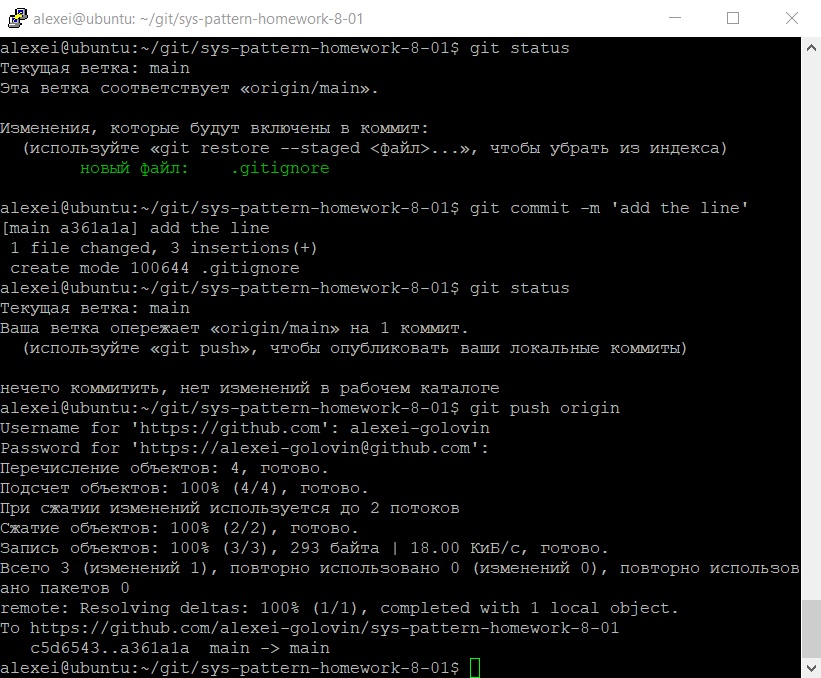 alexei@ubuntu: ~/git/sys-pattern-homework-8-01
alexei@ubuntu:~/git/sys-pattern-homework-8-01$ git status
Текущая ветка: main
Эта ветка соответствует «origin/main».
Изменения, которые будут включены в коммит:
(используйте «git restore --staged <файл>...», чтобы убрать из индекса)
новый файл:    .gitignore
alexei@ubuntu:~/git/sys-pattern-homework-8-01$ git commit -m 'add the line'
[main a361a1a] add the line
1 file changed, 3 insertions(+)
create mode 100644 .gitignore
alexei@ubuntu:~/git/sys-pattern-homework-8-01$ git status
Текущая ветка: main
Ваша ветка опережает «origin/main» на 1 коммит.
(используйте «git push», чтобы опубликовать ваши локальные коммиты)
нечего коммитить, нет изменений в рабочем каталоге
alexei@ubuntu:~/git/sys-pattern-homework-8-01$ git push origin
Username for 'https://github.com': alexei-golovin
Password for 'https://alexei-golovin@github.com':
Перечисление объектов: 4, готово.
Подсчет объектов: 100% (4/4), готово.
При сжатии изменений используется до 2 потоков
Сжатие объектов: 100% (2/2), готово.
Запись объектов: 100% (3/3), 293 байта | 18.00 КиБ/с, готово.
Всего 3 (изменений 1), повторно использовано 0 (изменений 0), повторно использов
ано пакетов 0
remote: Resolving deltas: 100% (1/1), completed with 1 local object.
To https://github.com/alexei-golovin/sys-pattern-homework-8-01
c5d6543..a361a1a  main -> main
alexei@ubuntu:~/git/sys-pattern-homework-8-01$